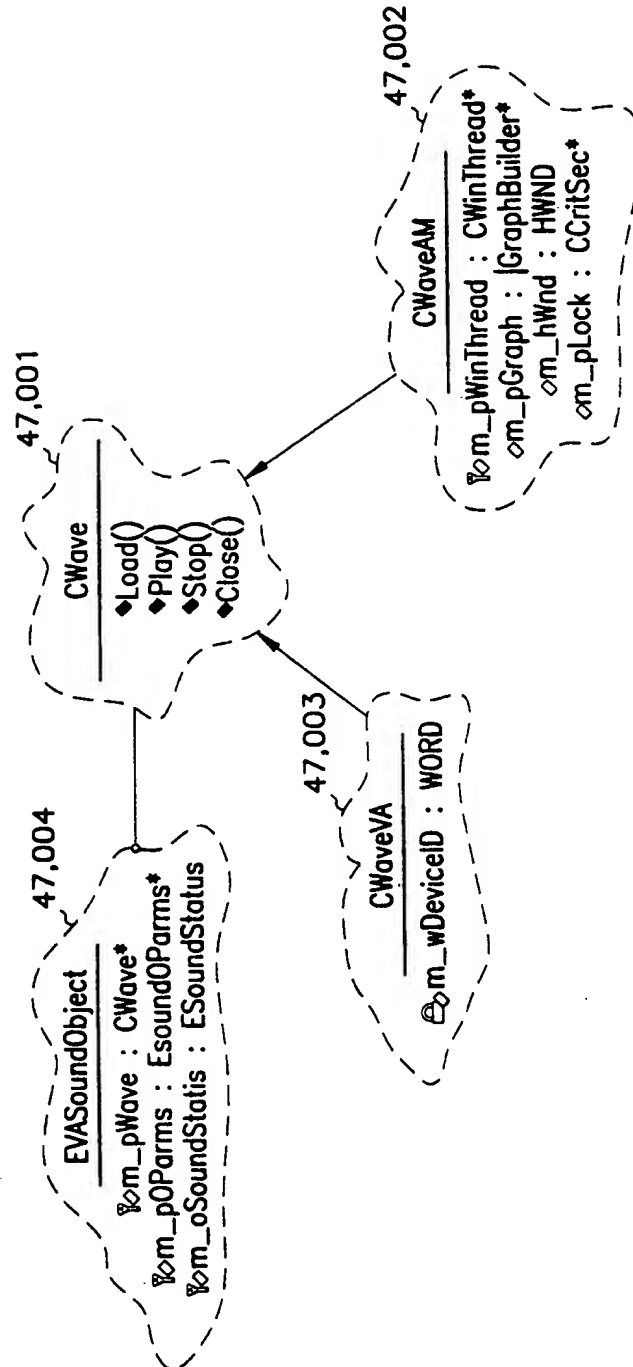 47,004
EVASoundObject
m_pWave : CWave*
m_pOParms : EsoundOParms*
m_oSoundStatis : ESoundStatus
47,001
CWave
Load()
Play()
Stop()
Close()
47,003
CWaveVA
m_wDeviceID : WORD
47,002
CWaveAM
m_pWinThread : CWinThread*
m_pGraph : IGraphBuilder*
m_hWnd : HWND
m_pLock : CCritSec*